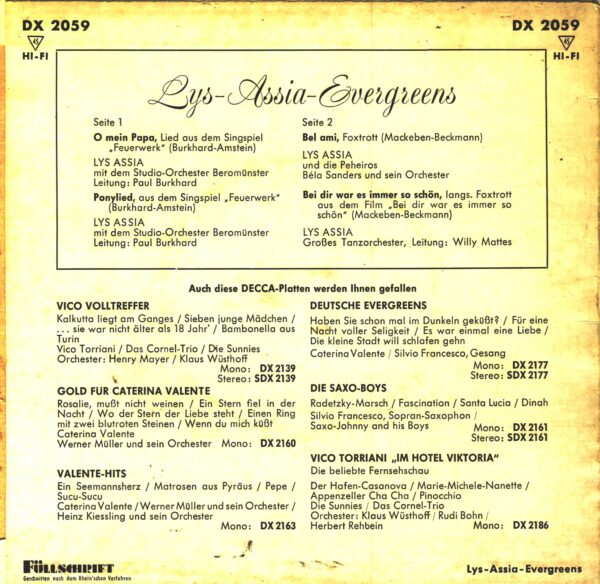 DX 2059
45
HI-FI
DX 2059
45
HI-FI
Lys-Assia-Evergreens
Seite 1
O mein Papa, Lied aus dem Singspiel
„Feuerwerk“ (Burkhard-Amstein)
LYS ASSIA
mit dem Studio-Orchester Beromünster
Leitung: Paul Burkhard
Ponylied, aus dem Singspiel „Feuerwerk“
(Burkhard-Amstein)
LYS ASSIA
mit dem Studio-Orchester Beromünster
Leitung: Paul Burkhard
Seite 2
Bel ami, Foxtrott (Mackeben-Beckmann)
LYS ASSIA
und die Peheiros
Béla Sanders und sein Orchester
Bei dir war es immer so schön, langs. Foxtrott
aus dem Film „Bei dir war es immer so
schön“ (Mackeben-Beckmann)
LYS ASSIA
Großes Tanzorchester, Leitung: Willy Mattes
Auch diese DECCA-Platten werden Ihnen gefallen
VICO VOLLTREFFER
Kalkutta liegt am Ganges / Sieben junge Mädchen /
... sie war nicht älter als 18 Jahr' / Bambonella aus
Turin
Vico Torriani / Das Cornel-Trio / Die Sunnies
Orchester: Henry Mayer / Klaus Wüsthoff
Mono: DX 2139
Stereo: SDX 2139
GOLD FUR CATERINA VALENTE
Rosalie, mußt nicht weinen / Ein Stern fiel in der
Nacht / Wo der Stern der Liebe steht / Einen Ring
mit zwei blutroten Steinen / Wenn du mich küßt
Caterina Valente
Werner Müller und sein Orchester Mono: DX 2160
VALENTE-HITS
Ein Seemannsherz / Matrosen aus Pyräus / Pepe /
Sucu-Sucu
Caterina Valente / Werner Müller und sein Orchester /
Heinz Kiessling und sein Orchester
Mono: DX 2163
DEUTSCHE EVERGREENS
Haben Sie schon mal im Dunkeln geküßt? / Für eine
Nacht voller Seligkeit / Es war einmal eine Liebe /
Die kleine Stadt will schlafen gehn
Caterina Valente / Silvio Francesco, Gesang
Mono: DX 2177
Stereo: SDX 2177
DIE SAXO-BOYS
Radetzky-Marsch / Fascination / Santa Lucia / Dinah
Silvio Francesco, Sopran-Saxophon /
Saxo-Johnny and his Boys
Mono: DX 2161
Stereo: SDX 2161
VICO TORRIANI „IM HOTEL VIKTORIA“
Die beliebte Fernsehschau
Der Hafen-Casanova / Marie-Michele-Nanette /
Appenzeller Cha Cha / Pinocchio
Die Sunnies / Das Cornel-Trio
Orchester: Klaus Wüsthoff / Rudi Bohn /
Herbert Rehbein Mono: DX 2186
FÜLLSCHRIFT
Geschnitten nach dem Rhein'schen Verfahren
Lys-Assia-Evergreens